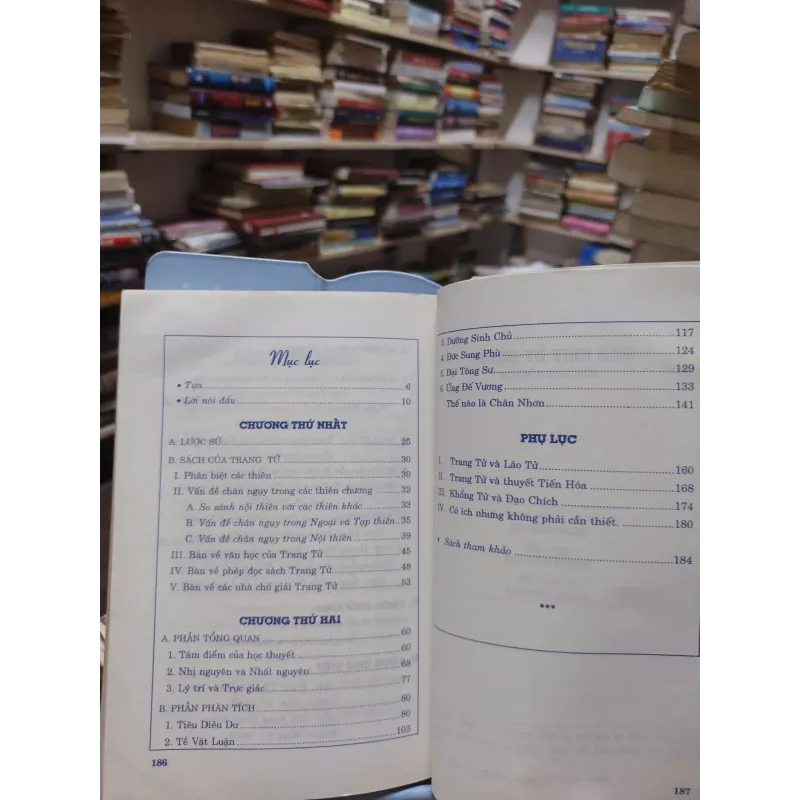 Mục lục
• Tựa 6
• Lời nói đầu 10
CHƯƠNG THỨ NHẤT
A. LƯỢC SỬ 25
B. SÁCH CỦA TRANG TỬ 30
I. Phân biệt các thiên 30
II. Vấn đề chân ngụy trong các thiên chương 32
A. So sánh nội thiên với các thiên khác 33
B. Vấn đề chân ngụy trong Ngoại và Tạp thiên 35
C. Vấn đề chân ngụy trong Nội thiên 39
III. Bàn về văn học của Trang Tử 45
IV. Bàn về phép đọc sách Trang Tử 48
V. Bàn về các nhà chú giải Trang Tử 53
CHƯƠNG THỨ HAI
A. PHẦN TỔNG QUAN 60
1. Tâm điểm của học thuyết 60
2. Nhị nguyên và Nhất nguyên 68
3. Lý trí và Trực giác 77
B. PHẦN PHÂN TÍCH 80
1. Tiêu Diêu Du 80
2. Tề Vật Luận 103
186
3. Dưỡng Sinh Chủ 117
4. Đức Sung Phù 124
5. Đại Tông Sư 129
6. Ứng Đế Vương 133
Thế nào là Chân Nhơn 141
PHỤ LỤC
I. Trang Tử và Lão Tử 160
II. Trang Tử và thuyết Tiến Hóa 168
III. Khổng Tử và Đạo Chích 174
IV. Có ích nhưng không phải cần thiết. 180
• Sách tham khảo 184
***
187